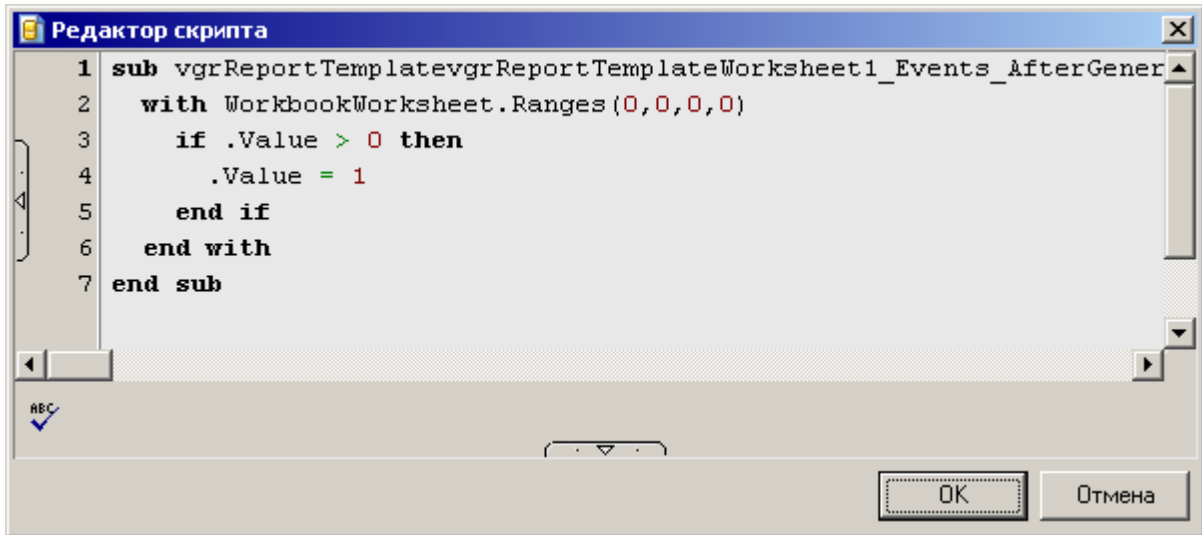 Редактор скрипта
1 sub vgrReportTemplatevgrReportTemplateWorksheet1_Events_AfterGener
2 with WorkbookWorksheet.Ranges(0,0,0,0)
3 if .Value > 0 then
4 .Value = 1
5 end if
6 end with
7 end sub
ABC
OK Отмена